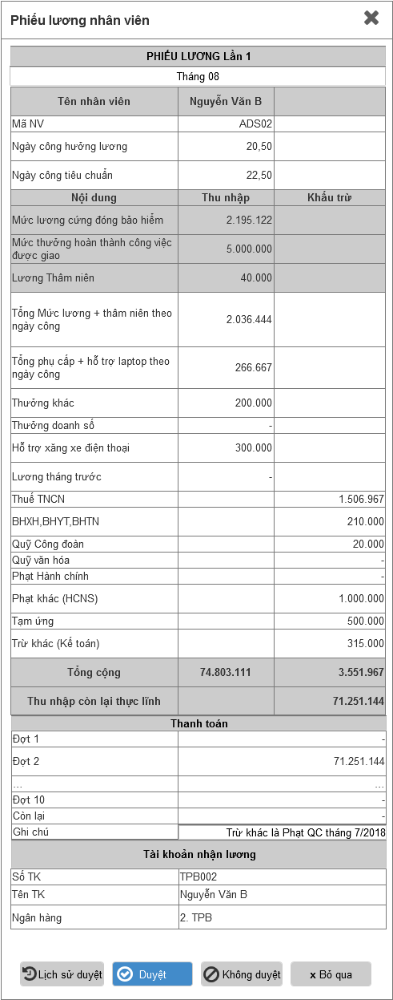 Phiếu lương nhân viên
PHIẾU LƯƠNG Lần 1
Tháng 08
Tên nhân viên Nguyễn Văn B
Mã NV ADS02
Ngày công hưởng lương 20,50
Ngày công tiêu chuẩn 22,50
Nội dung Thu nhập Khấu trừ
Mức lương cứng đóng bảo hiểm 2.195.122
Mức thưởng hoàn thành công việc
được giao 5.000.000
Lương Thâm niên 40.000
Tổng Mức lương + thâm niên theo
ngày công 2.036.444
Tổng phụ cấp + hỗ trợ laptop theo
ngày công 266.667
Thưởng khác 200.000
Thưởng doanh số -
Hỗ trợ xăng xe điện thoại 300.000
Lương tháng trước -
Thuế TNCN 1.506.967
BHXH,BHYT,BHTN 210.000
Quỹ Công đoàn 20.000
Quỹ văn hóa -
Phạt Hành chính -
Phạt khác (HCNS) 1.000.000
Tạm ứng 500.000
Trừ khác (Kế toán) 315.000
Tổng cộng 74.803.111 3.551.967
Thu nhập còn lại thực lĩnh 71.251.144
Thanh toán
Đợt 1 -
Đợt 2 71.251.144
... ...
Đợt 10 -
Còn lại -
Ghi chú Trừ khác là Phạt QC tháng 7/2018
Tài khoản nhận lương
Số TK TPB002
Tên TK Nguyễn Văn B
Ngân hàng 2. TPB
Lịch sử duyệt Duyệt Không duyệt x Bỏ qua